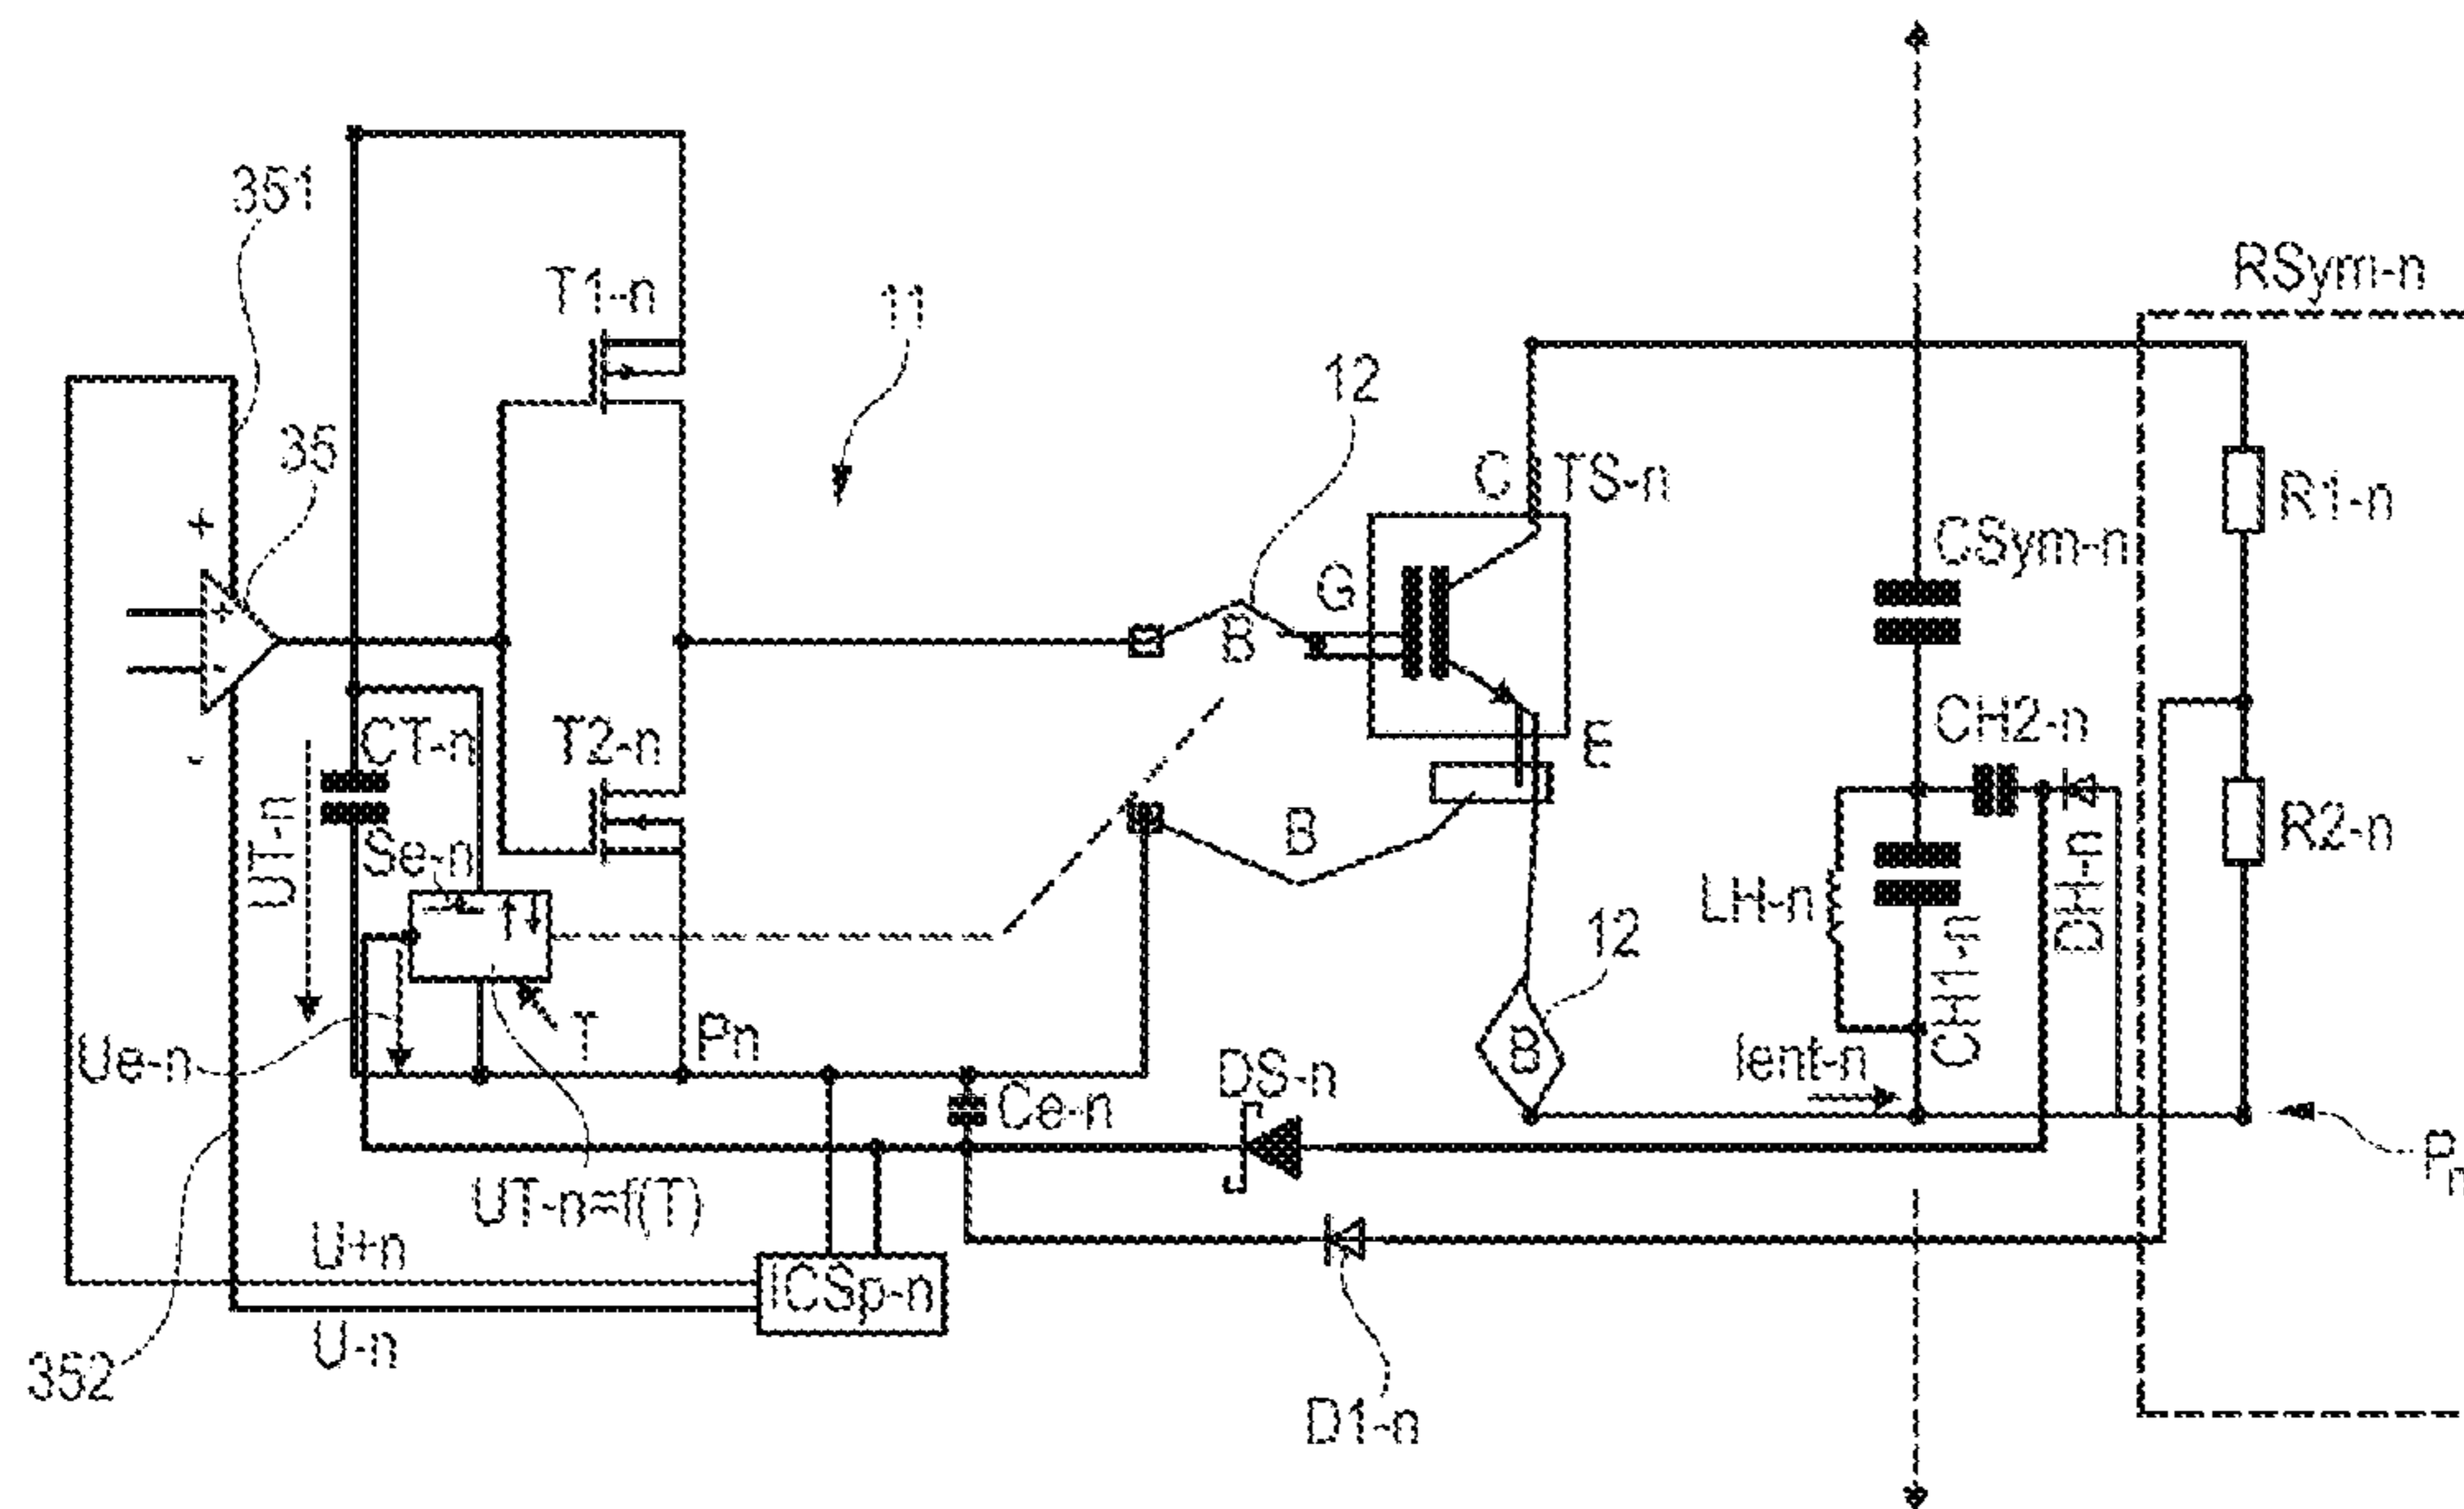 351
35
+
+
-
-
T1-n
11
12
RSym-n
C
TS-n
G
B
E
B
B
12
R1-n
CSym-n
CH2-n
R2-n
LH-n
CH1-n
DH-n
Ient-n
CT-n
T2-n
UT-n
Se-n
T
Pn
Ue-n
UT-n=f(T)
Ce-n
DS-n
Pn
U+n
U-n
ICSp-n
352
D1-n